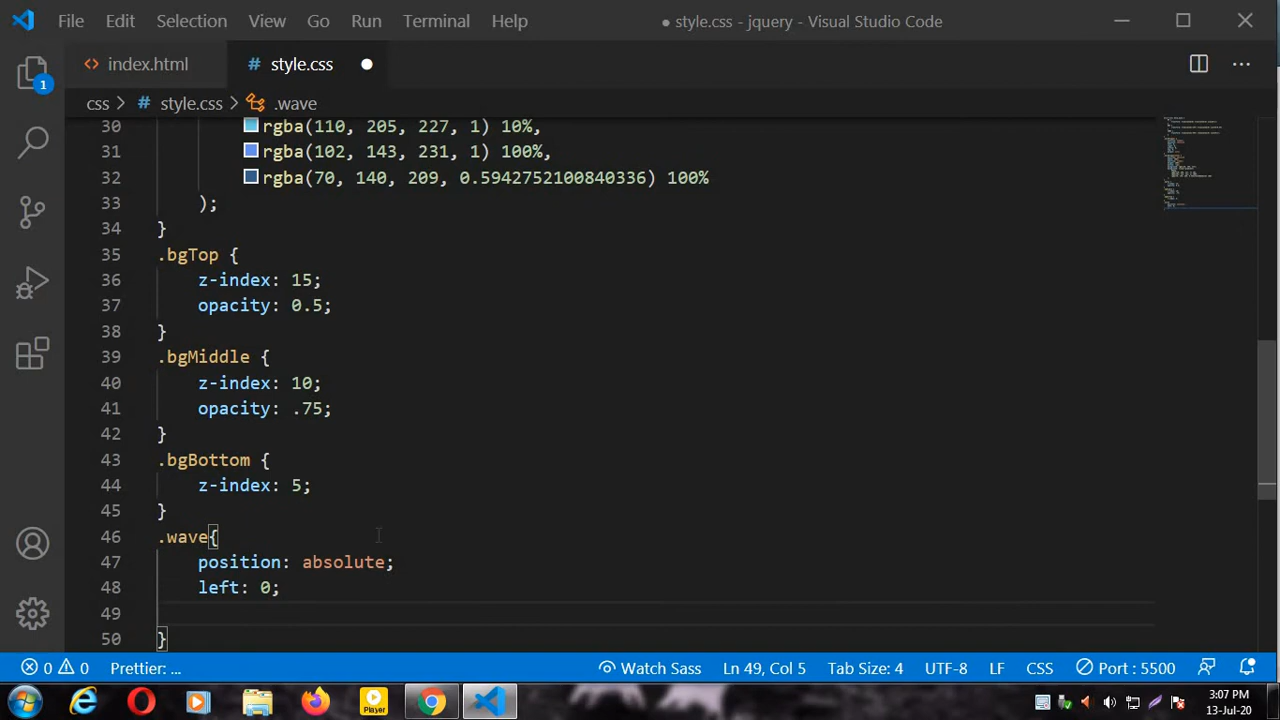 File Edit Selection View Go Run Terminal Help ● style.css - jquery - Visual Studio Code
index.html # style.css
css > # style.css > .wave
30 rgba(110, 205, 227, 1) 10%,
31 rgba(102, 143, 231, 1) 100%,
32 rgba(70, 140, 209, 0.5942752100840336) 100%
33 );
34 }
35 .bgTop {
36 z-index: 15;
37 opacity: 0.5;
38 }
39 .bgMiddle {
40 z-index: 10;
41 opacity: .75;
42 }
43 .bgBottom {
44 z-index: 5;
45 }
46 .wave{
47 position: absolute;
48 left: 0;
49
50 }
1
0 0 Prettier: ... Watch Sass Ln 49, Col 5 Tab Size: 4 UTF-8 LF CSS Port : 5500
Player
3:07 PM
13-Jul-20